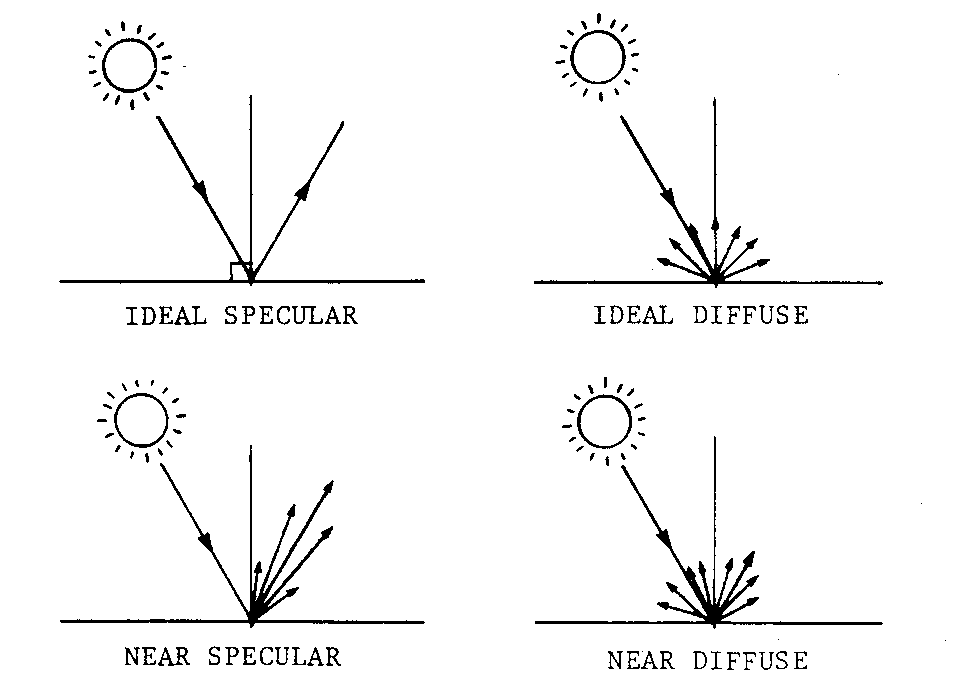 IDEAL SPECULAR
IDEAL DIFFUSE
NEAR SPECULAR
NEAR DIFFUSE